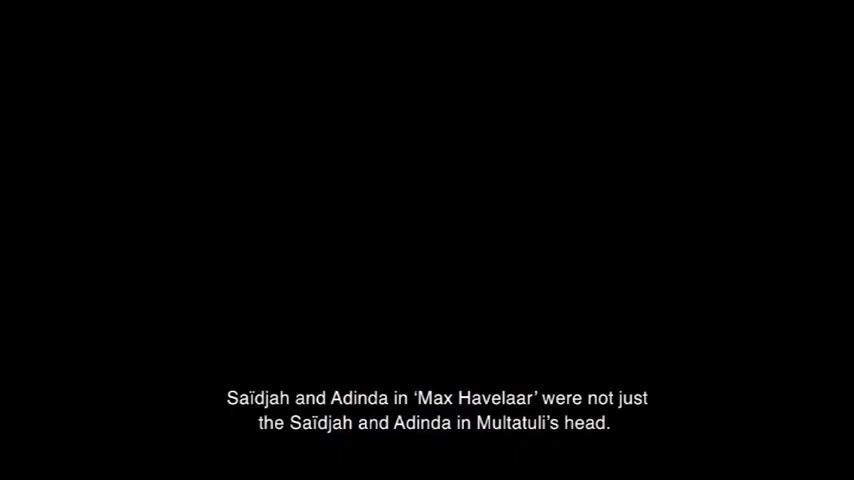 Saïdjah and Adinda in ‘Max Havelaar’ were not just
the Saïdjah and Adinda in Multatuli’s head.